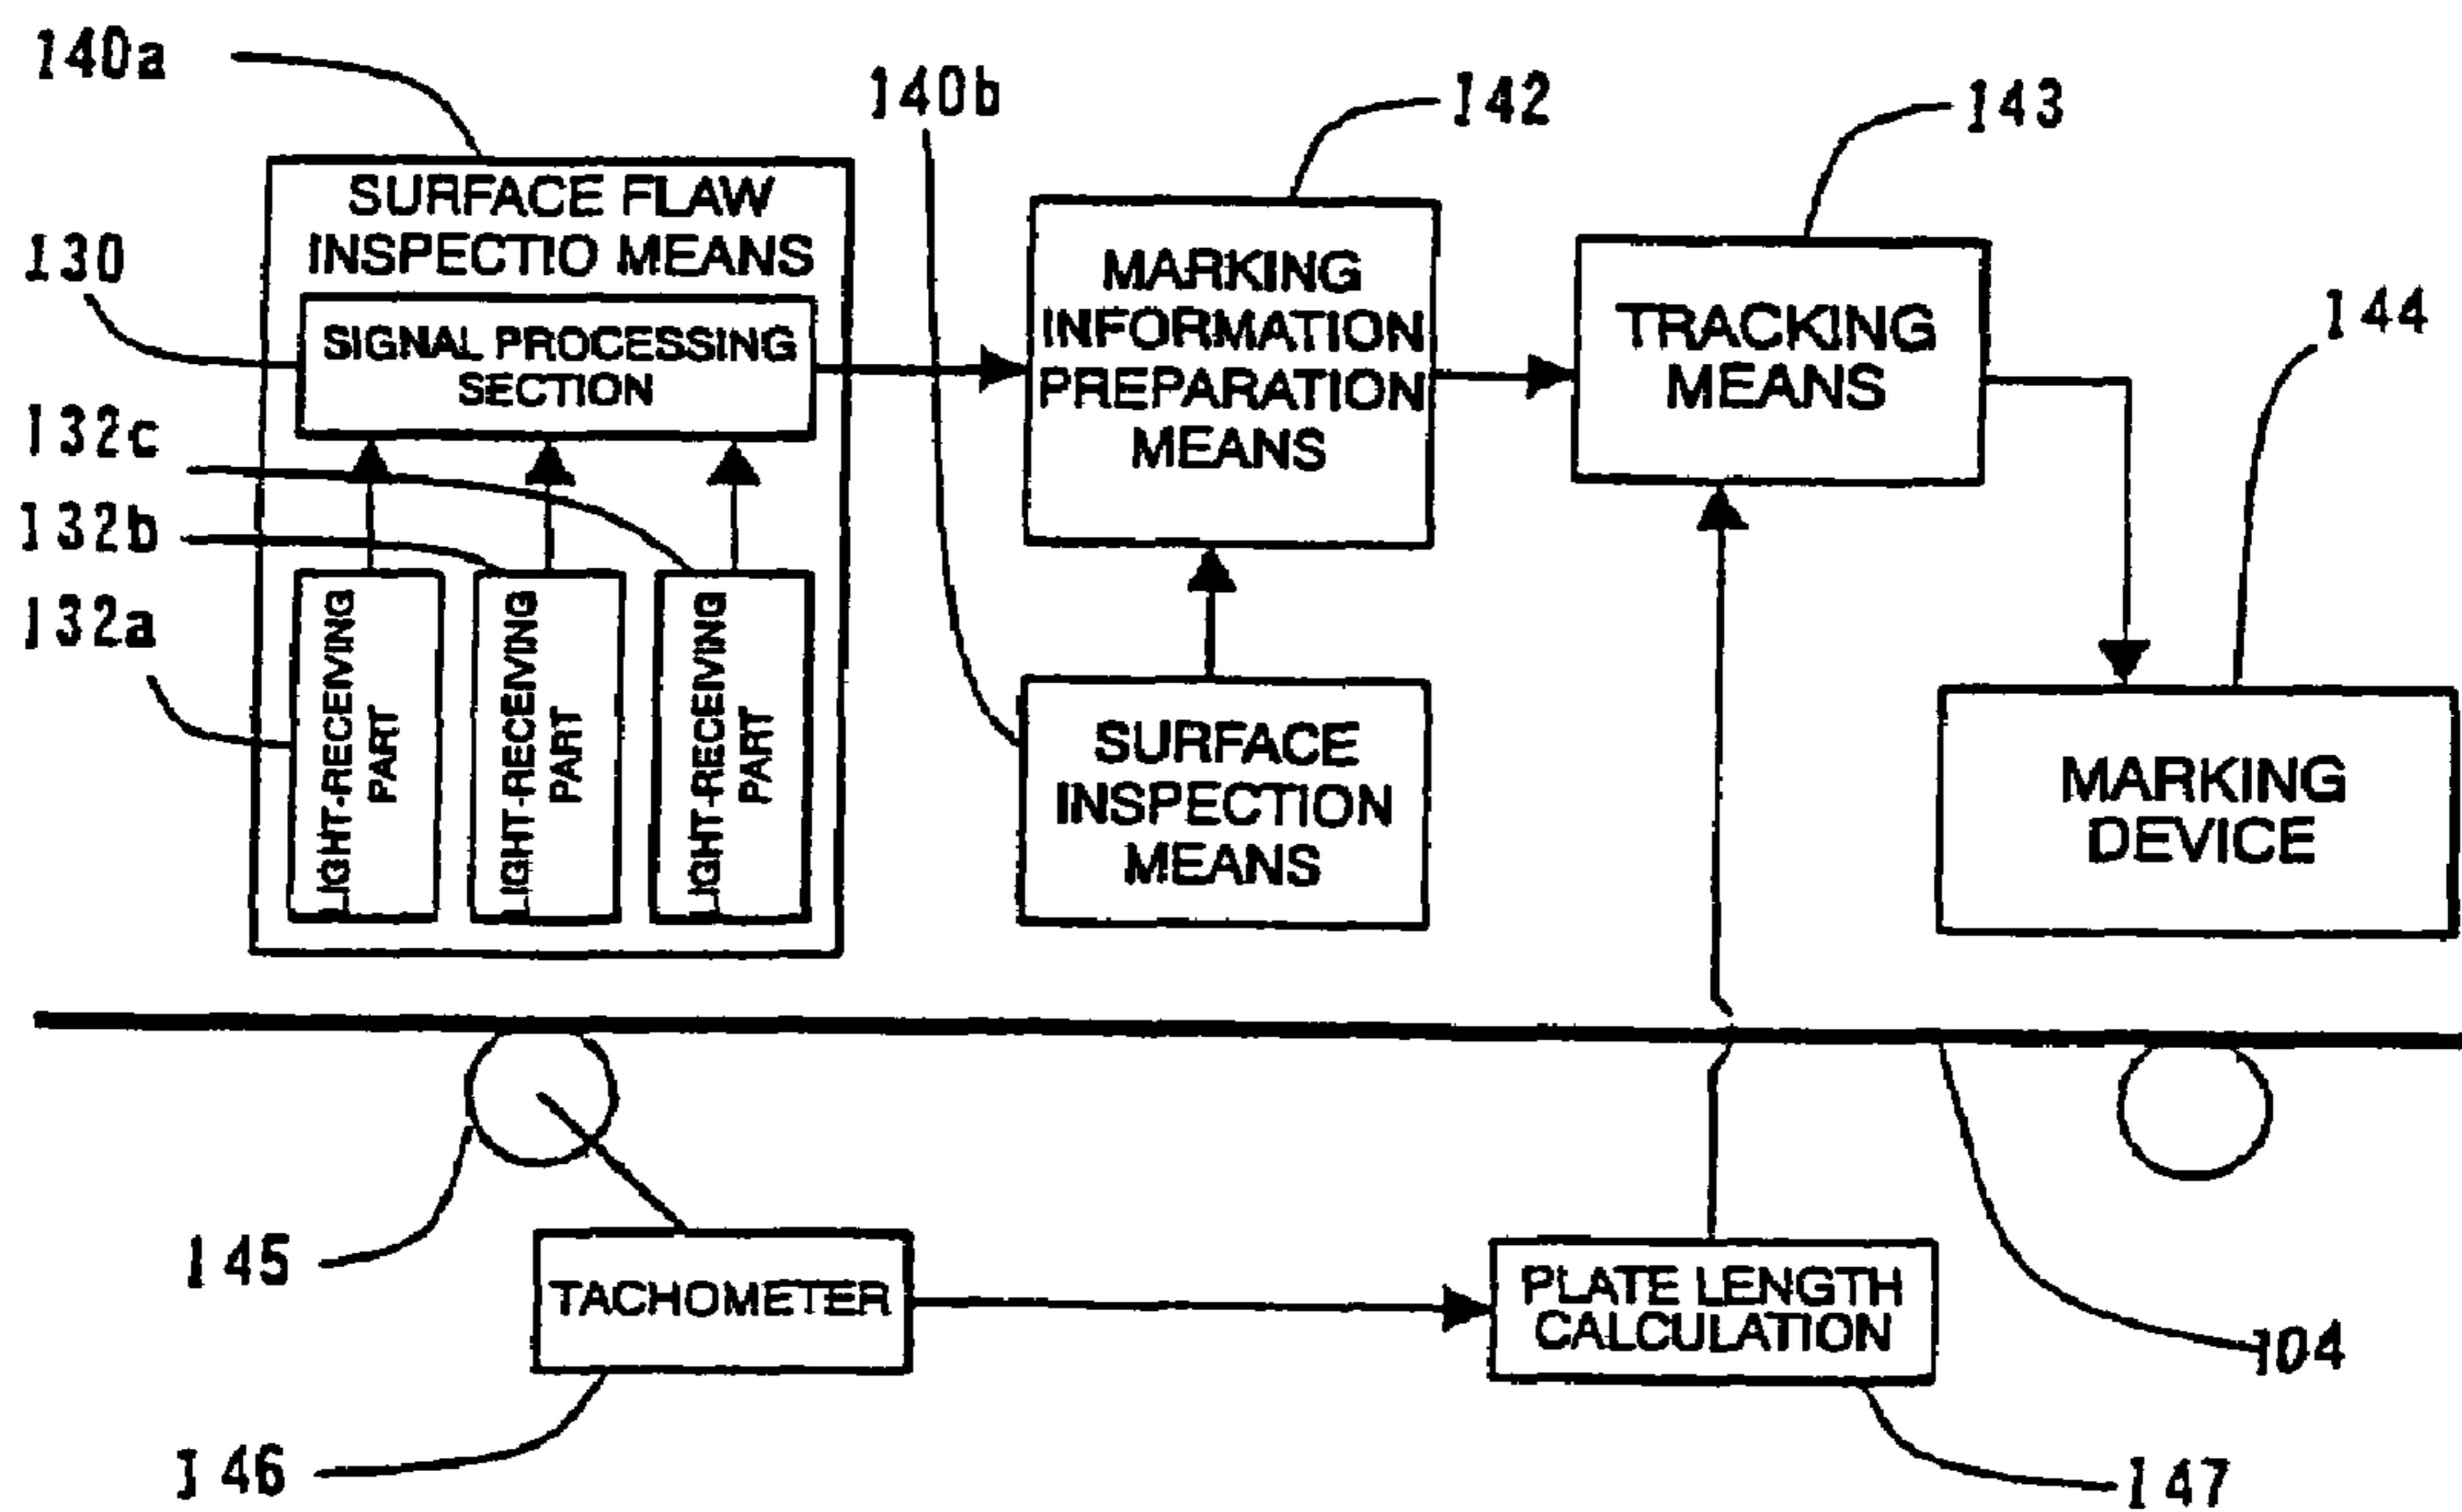 140a
140b
142
143
SURFACE FLAW
INSPECTIO MEANS
130
SIGNAL PROCESSING
SECTION
MARKING
INFORMATION
PREPARATION
MEANS
TRACKING
MEANS
144
132c
132b
132a
LIGHT-RECEIVING
PART
LIGHT-RECEIVING
PART
LIGHT-RECEIVING
PART
SURFACE
INSPECTION
MEANS
MARKING
DEVICE
145
TACHOMETER
PLATE LENGTH
CALCULATION
104
146
147